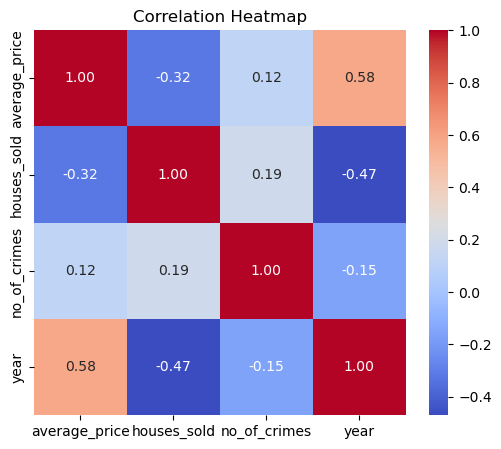 Correlation Heatmap
average_price
1.00 -0.32 0.12 0.58
houses_sold
-0.32 1.00 0.19 -0.47
no_of_crimes
0.12 0.19 1.00 -0.15
year
0.58 -0.47 -0.15 1.00
average_price houses_sold no_of_crimes year
1.0
0.8
0.6
0.4
0.2
0.0
−0.2
−0.4